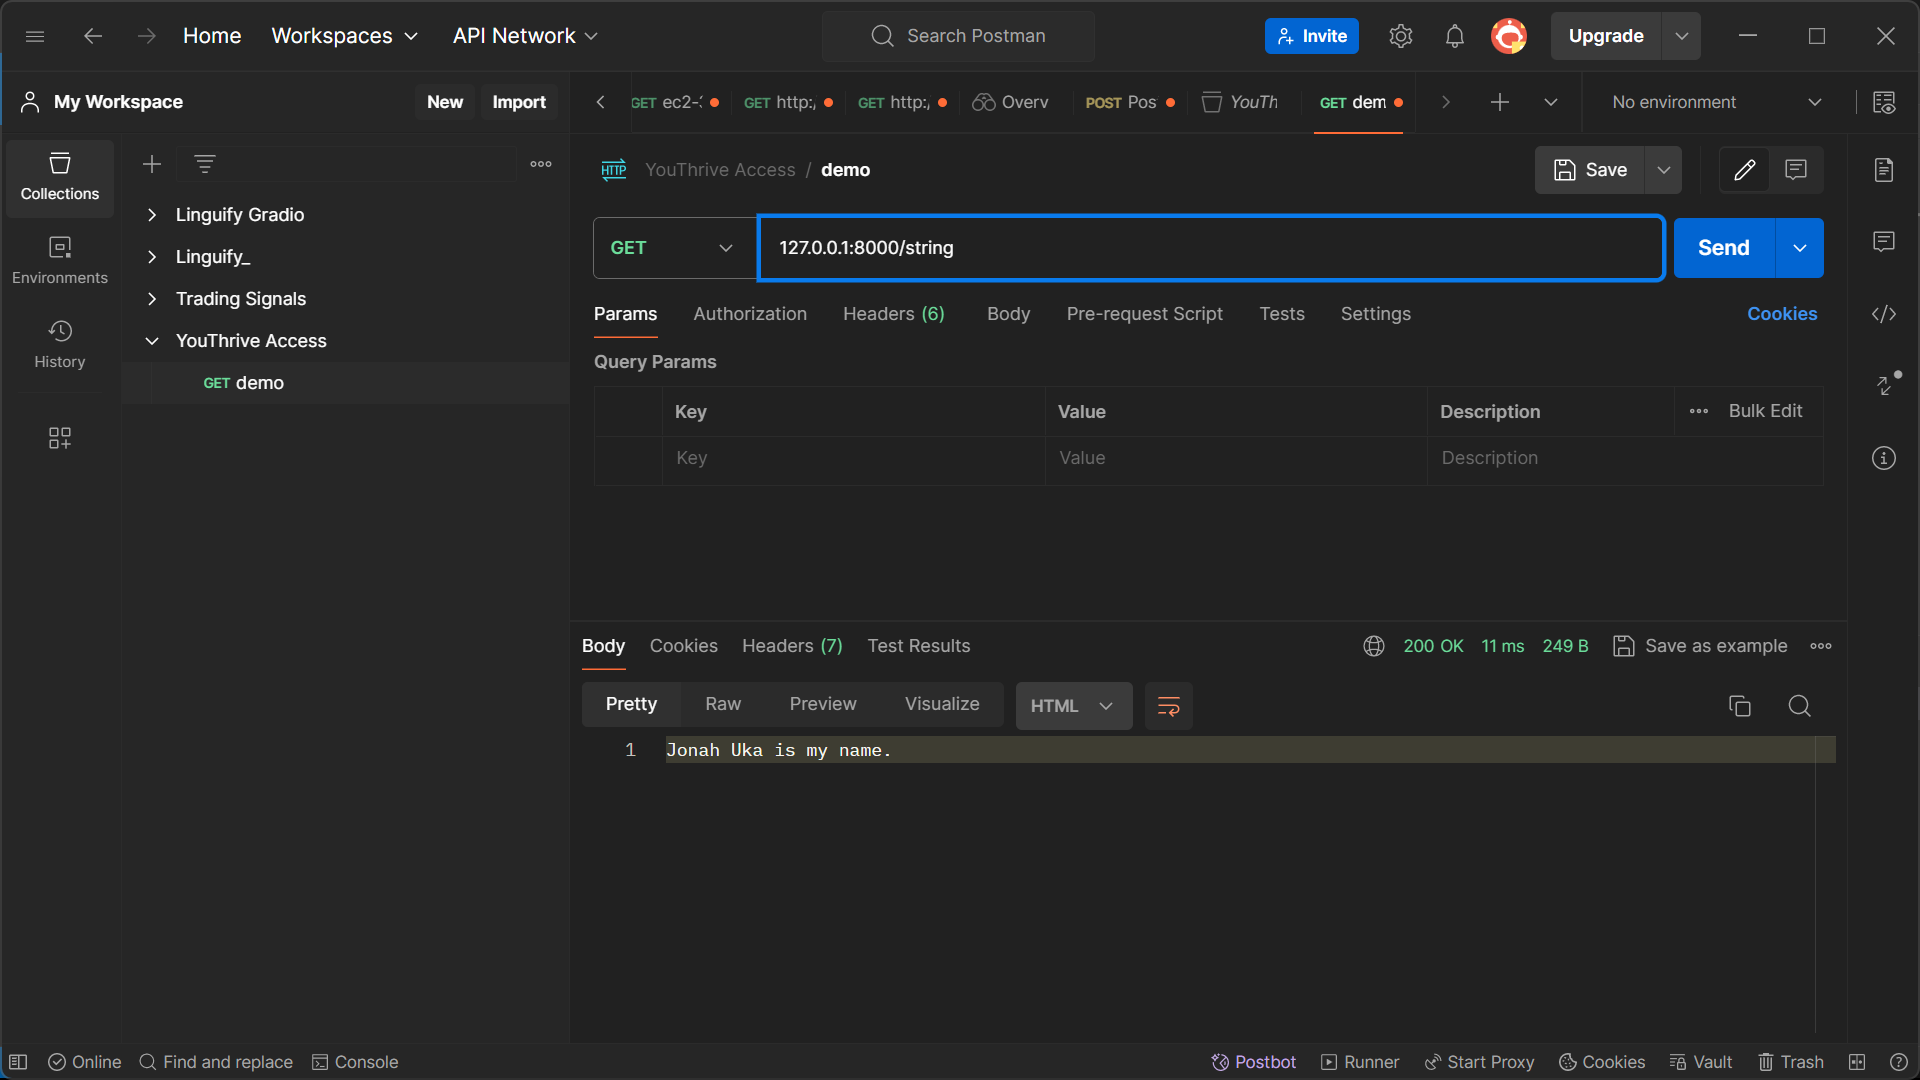 Home Workspaces API Network Search Postman Invite Upgrade
My Workspace New Import GET ec2- GET http:/ GET http:/ Overv POST Pos YouTh GET dem No environment
HTTP YouThrive Access / demo Save
Collections
Environments
History
Linguify Gradio
Linguify_
Trading Signals
YouThrive Access
GET demo
GET 127.0.0.1:8000/string Send
Params Authorization Headers (6) Body Pre-request Script Tests Settings Cookies
Query Params
Key Value Description Bulk Edit
Key Value Description
Body Cookies Headers (7) Test Results 200 OK 11 ms 249 B Save as example
Pretty Raw Preview Visualize HTML
1 Jonah Uka is my name.
Online Find and replace Console Postbot Runner Start Proxy Cookies Vault Trash